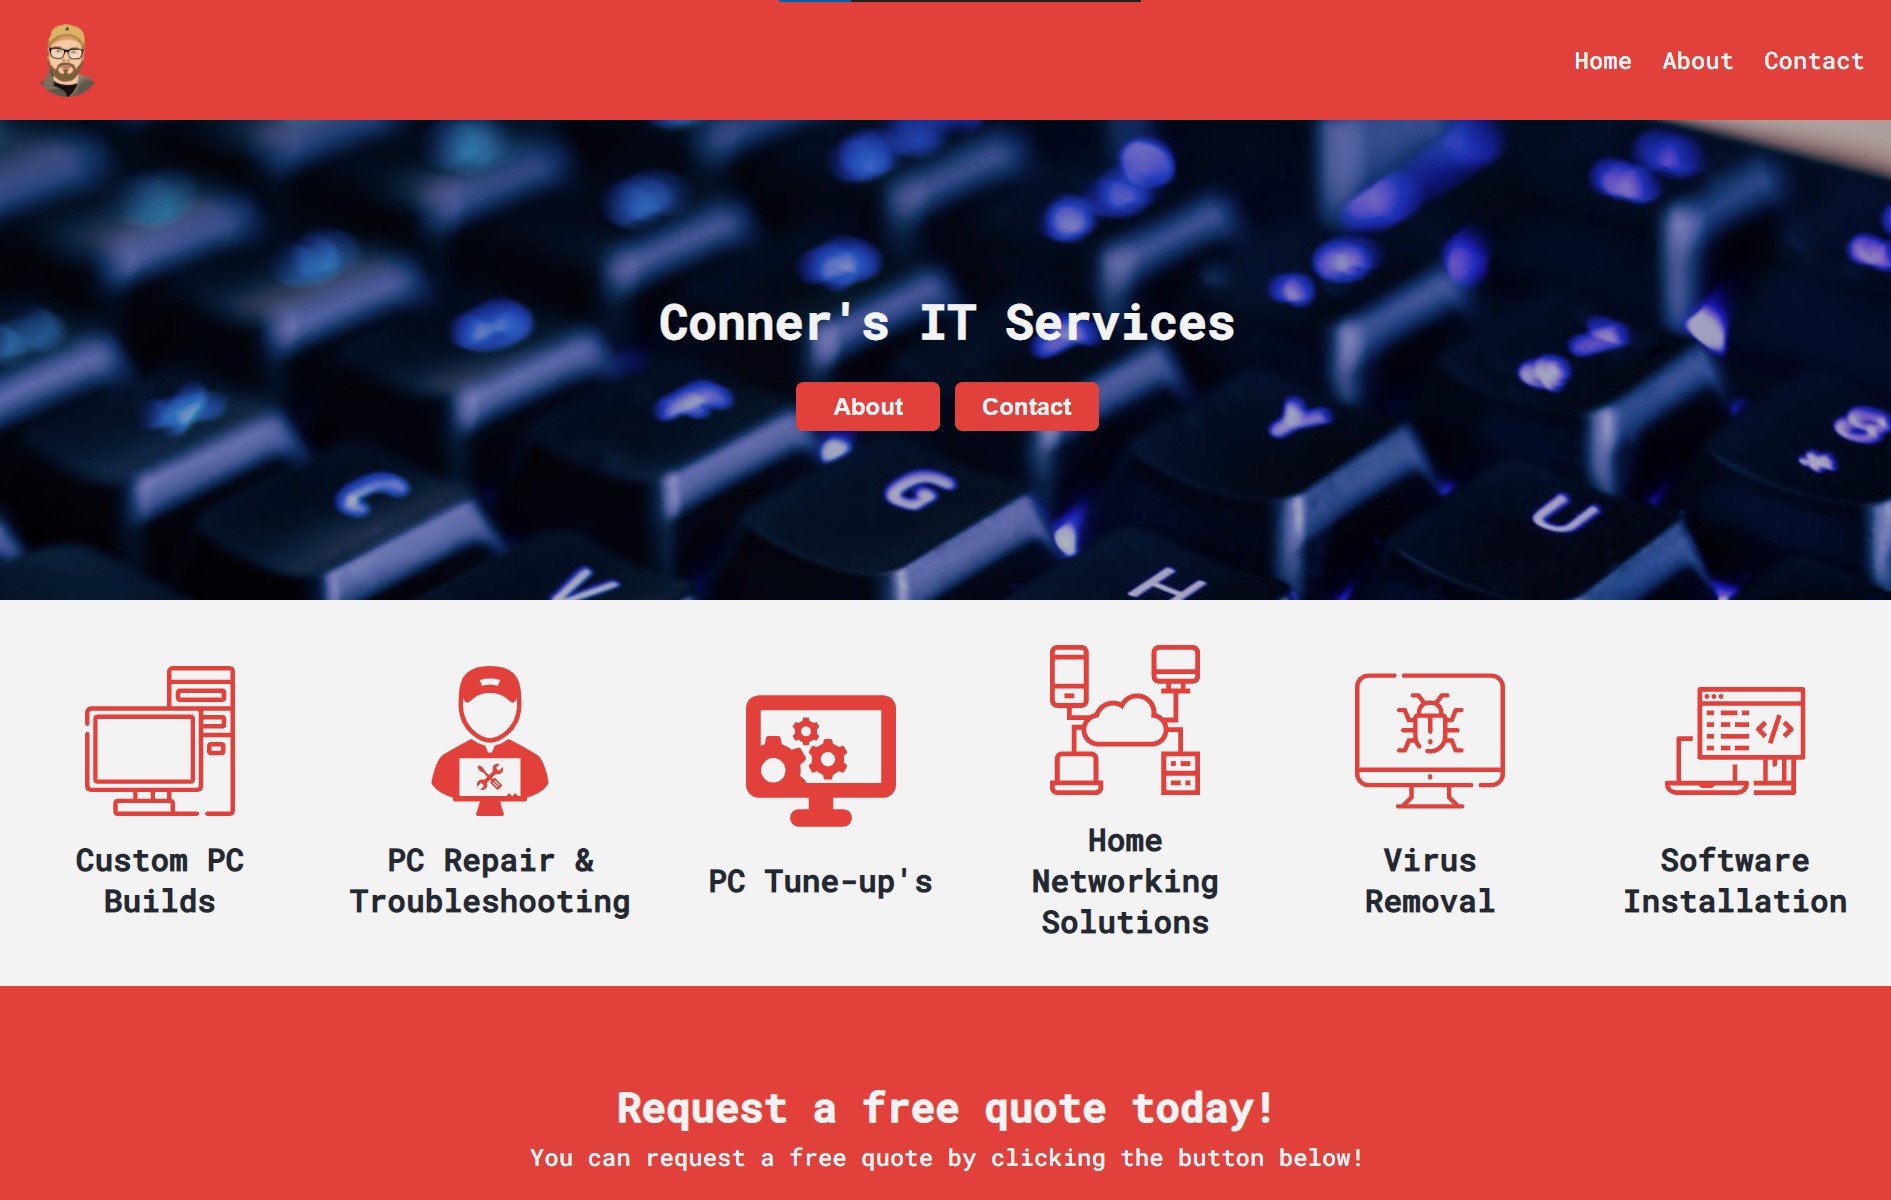 Home About Contact
Conner's IT Services
About Contact
C
G
U
V
H
Y
S
</>
Custom PC
Builds
PC Repair &
Troubleshooting
PC Tune-up's
Home
Networking
Solutions
Virus
Removal
Software
Installation
Request a free quote today!
You can request a free quote by clicking the button below!